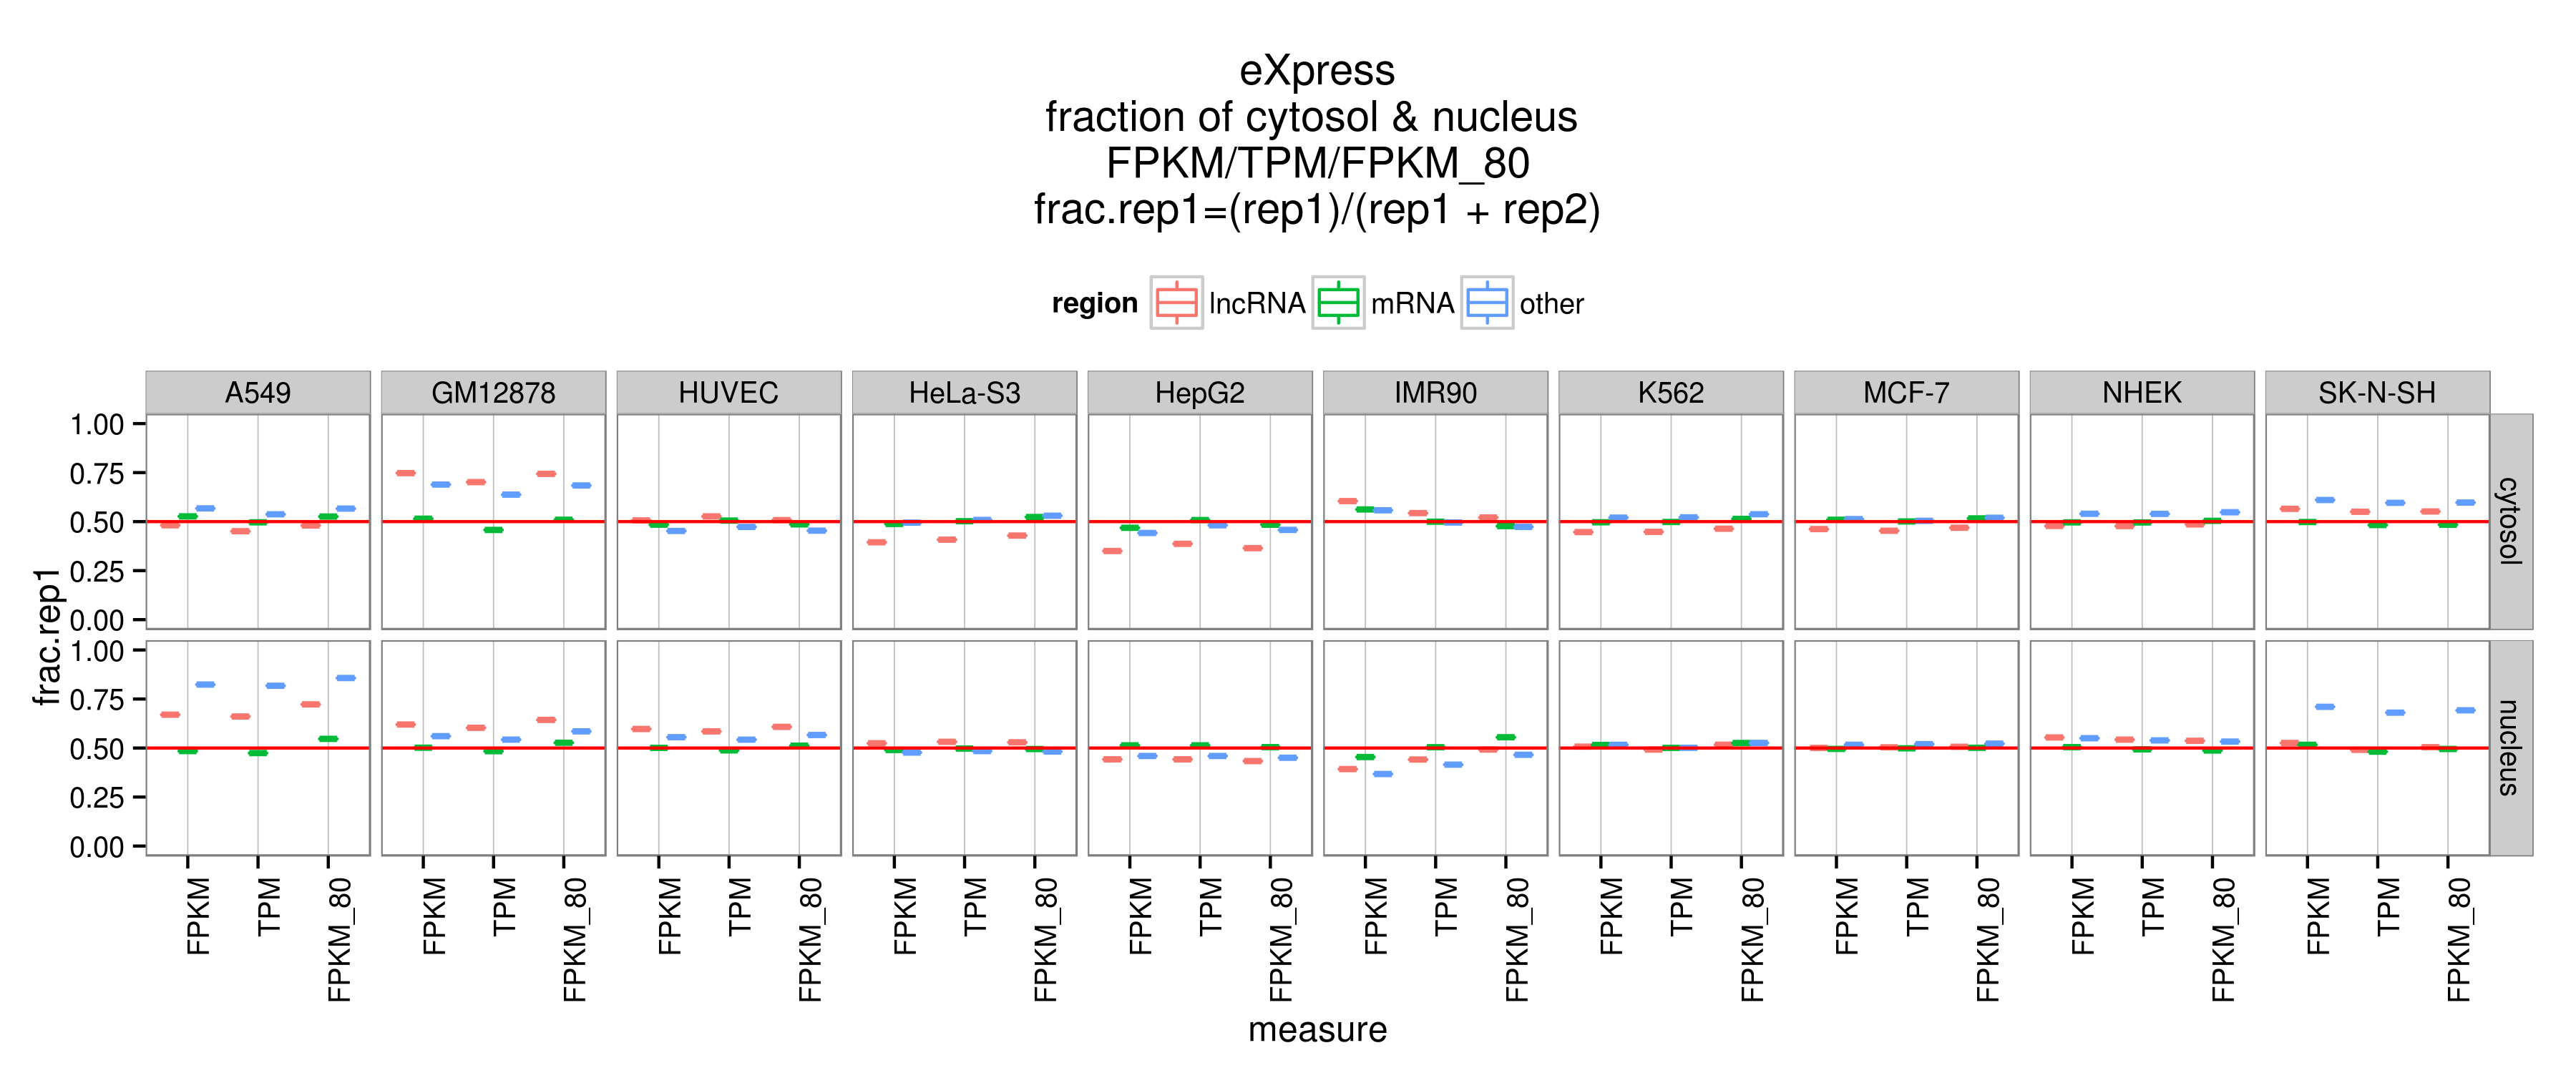 eXpress
fraction of cytosol & nucleus
FPKM/TPM/FPKM_80
frac.rep1=(rep1)/(rep1 + rep2)
region lncRNA mRNA other
A549 GM12878 HUVEC HeLa-S3 HepG2 IMR90 K562 MCF-7 NHEK SK-N-SH
1.00
0.75
0.50
0.25
0.00
cytosol
1.00
0.75
0.50
0.25
0.00
nucleus
frac.rep1
FPKM TPM FPKM_80 FPKM TPM FPKM_80 FPKM TPM FPKM_80 FPKM TPM FPKM_80 FPKM TPM FPKM_80 FPKM TPM FPKM_80 FPKM TPM FPKM_80 FPKM TPM FPKM_80 FPKM TPM FPKM_80 FPKM TPM FPKM_80
measure